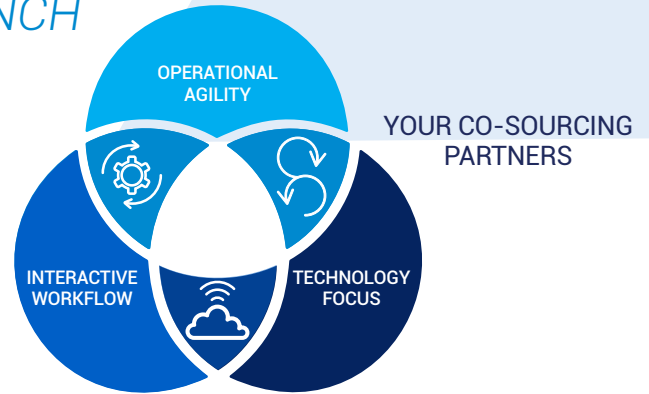 NCH
OPERATIONAL
AGILITY
YOUR CO-SOURCING
PARTNERS
INTERACTIVE
WORKFLOW
TECHNOLOGY
FOCUS